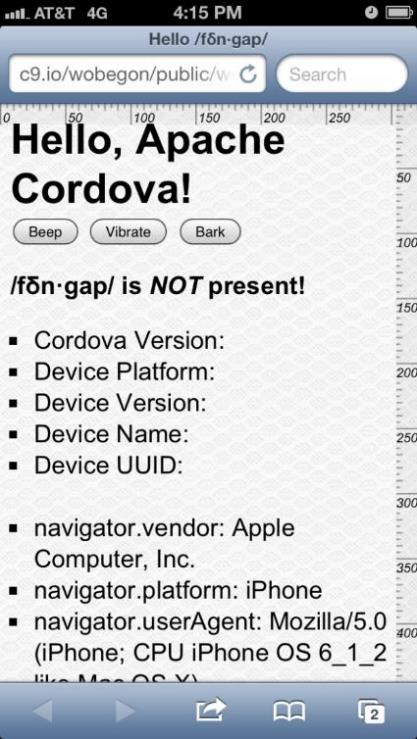 AT&T 4G 4:15 PM
Hello /fδn·gap/
c9.io/wobegon/public/w
Search
0 50 100 150 200 250
Hello, Apache
Cordova!
Beep Vibrate Bark
/fδn·gap/ is NOT present!
▪ Cordova Version:
▪ Device Platform:
▪ Device Version:
▪ Device Name:
▪ Device UUID:
▪ navigator.vendor: Apple
Computer, Inc.
▪ navigator.platform: iPhone
▪ navigator.userAgent: Mozilla/5.0
(iPhone; CPU iPhone OS 6_1_2
like Mac OS X)
50
100
150
200
250
300
350
400
2